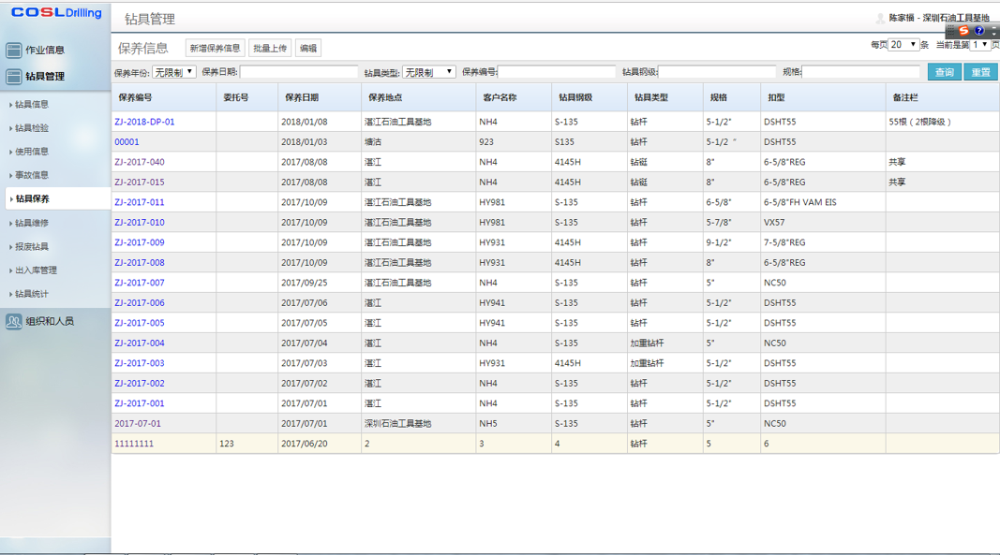 COSLDrilling
钻具管理
陈家福 - 深圳石油工具基地
作业信息
钻具管理
钻具信息
钻具检验
使用信息
事故信息
钻具保养
钻具维修
报废钻具
出入库管理
钻具统计
组织和人员
保养信息 新增保养信息 批量上传 编辑 每页 20 条 当前是第 1 页
保养年份: 无限制 保养日期: 钻具类型: 无限制 保养编号: 钻具钢级: 规格: 查询 重置
保养编号 委托号 保养日期 保养地点 客户名称 钻具钢级 钻具类型 规格 扣型 备注栏
ZJ-2018-DP-01 2018/01/08 湛江石油工具基地 NH4 S-135 钻杆 5-1/2" DSHT55 55根（2根降级）
00001 2018/01/03 塘沽 923 S135 钻杆 5-1/2 “ DSHT55
ZJ-2017-040 2017/08/08 湛江 NH4 4145H 钻铤 8" 6-5/8"REG 共享
ZJ-2017-015 2017/08/08 湛江 NH4 4145H 钻铤 8" 6-5/8"REG 共享
ZJ-2017-011 2017/10/09 湛江石油工具基地 HY981 S-135 钻杆 6-5/8" 6-5/8"FH VAM EIS
ZJ-2017-010 2017/10/09 湛江石油工具基地 HY981 S-135 钻杆 5-7/8" VX57
ZJ-2017-009 2017/10/09 湛江石油工具基地 HY931 4145H 钻杆 9-1/2" 7-5/8"REG
ZJ-2017-008 2017/10/09 湛江石油工具基地 HY931 4145H 钻杆 8" 6-5/8"REG
ZJ-2017-007 2017/09/25 湛江石油工具基地 NH4 S-135 钻杆 5" NC50
ZJ-2017-006 2017/07/06 湛江 HY941 S-135 钻杆 5-1/2" DSHT55
ZJ-2017-005 2017/07/05 湛江 HY941 S-135 钻杆 5-1/2" DSHT55
ZJ-2017-004 2017/07/04 湛江 NH4 S-135 加重钻杆 5" NC50
ZJ-2017-003 2017/07/03 湛江 HY931 4145H 加重钻杆 5-1/2" DSHT55
ZJ-2017-002 2017/07/02 湛江 NH4 S-135 钻杆 5-1/2" DSHT55
ZJ-2017-001 2017/07/01 湛江 NH4 S-135 钻杆 5-1/2" DSHT55
2017-07-01 2017/07/01 深圳石油工具基地 NH5 S-135 钻杆 5" NC50
11111111 123 2017/06/20 2 3 4 钻杆 5 6